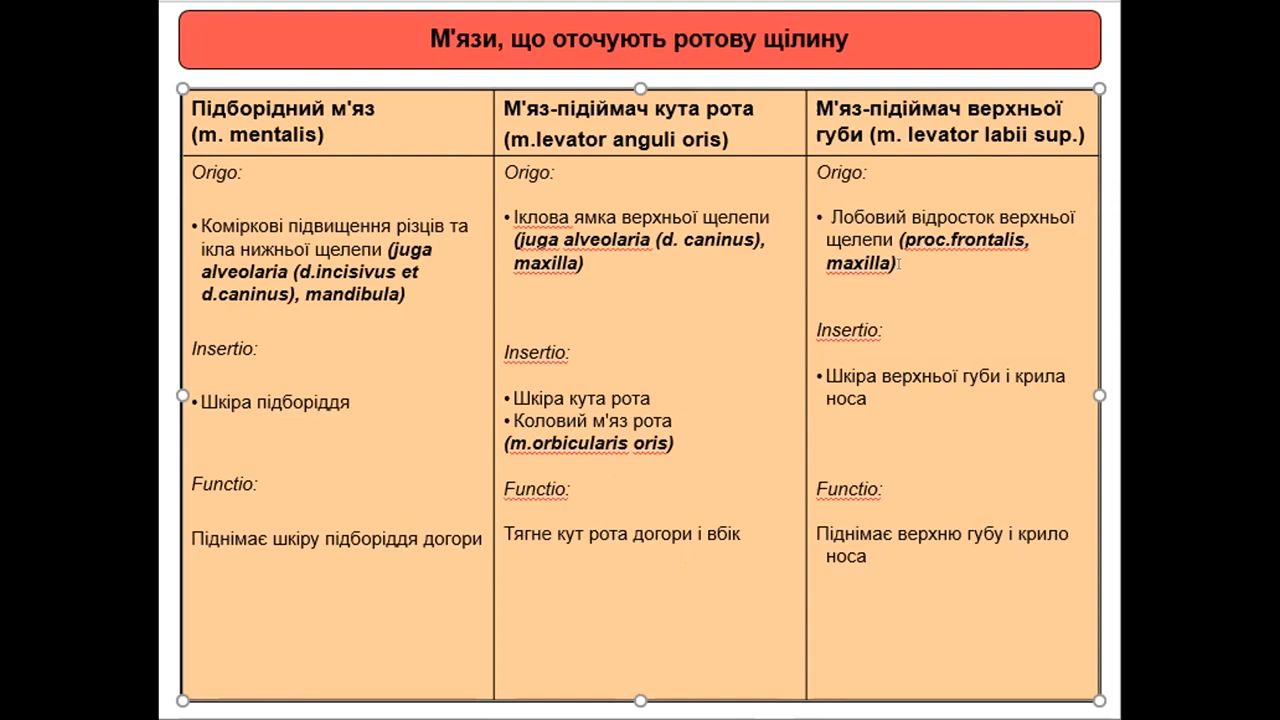 М'язи, що оточують ротову щілину
Підборідний м'яз
(m. mentalis)
Origo:
•Коміркові підвищення різців та
ікла нижньої щелепи (juga
alveolaria (d.incisivus et
d.caninus), mandibula)
Insertio:
•Шкіра підборіддя
Functio:
Піднімає шкіру підборіддя догори
М'яз-підіймач кута рота
(m.levator anguli oris)
Origo:
•Іклова ямка верхньої щелепи
(juga alveolaria (d. caninus),
maxilla)
Insertio:
•Шкіра кута рота
•Коловий м'яз рота
(m.orbicularis oris)
Functio:
Тягне кут рота догори і вбік
М'яз-підіймач верхньої
губи (m. levator labii sup.)
Origo:
• Лобовий відросток верхньої
щелепи (proc.frontalis,
maxilla)
Insertio:
•Шкіра верхньої губи і крила
носа
Functio:
Піднімає верхню губу і крило
носа